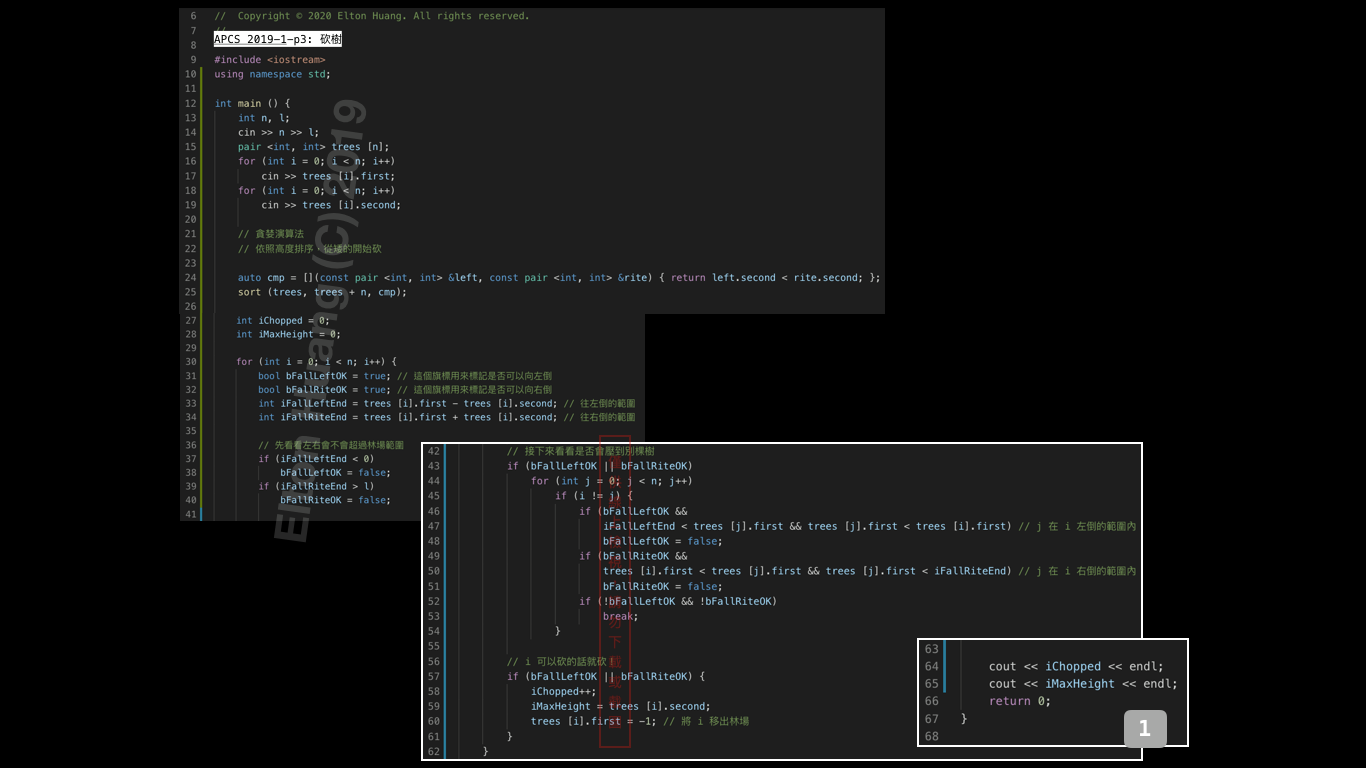 6 //  Copyright © 2020 Elton Huang. All rights reserved.
7 //
8 APCS 2019-1-p3: 砍樹
9 #include <iostream>
10 using namespace std;
11
12 int main () {
13 int n, l;
14 cin >> n >> l;
15 pair <int, int> trees [n];
16 for (int i = 0; i < n; i++)
17 cin >> trees [i].first;
18 for (int i = 0; i < n; i++)
19 cin >> trees [i].second;
20
21 // 貪婪演算法
22 // 依照高度排序，從矮的開始砍
23
24 auto cmp = [](const pair <int, int> &left, const pair <int, int> &rite) { return left.second < rite.second; };
25 sort (trees, trees + n, cmp);
26
27 int iChopped = 0;
28 int iMaxHeight = 0;
29
30 for (int i = 0; i < n; i++) {
31 bool bFallLeftOK = true; // 這個旗標用來標記是否可以向左倒
32 bool bFallRiteOK = true; // 這個旗標用來標記是否可以向右倒
33 int iFallLeftEnd = trees [i].first - trees [i].second; // 往左倒的範圍
34 int iFallRiteEnd = trees [i].first + trees [i].second; // 往右倒的範圍
35
36 // 先看看左右會不會超過林場範圍
37 if (iFallLeftEnd < 0)
38 bFallLeftOK = false;
39 if (iFallRiteEnd > l)
40 bFallRiteOK = false;
41
42 // 接下來看看是否會壓到別棵樹
43 if (bFallLeftOK || bFallRiteOK)
44 for (int j = 0; j < n; j++)
45 if (i != j) {
46 if (bFallLeftOK &&
47 iFallLeftEnd < trees [j].first && trees [j].first < trees [i].first) // j 在 i 左倒的範圍內
48 bFallLeftOK = false;
49 if (bFallRiteOK &&
50 trees [i].first < trees [j].first && trees [j].first < iFallRiteEnd) // j 在 i 右倒的範圍內
51 bFallRiteOK = false;
52 if (!bFallLeftOK && !bFallRiteOK)
53 break;
54 }
55
56 // i 可以砍的話就砍！
57 if (bFallLeftOK || bFallRiteOK) {
58 iChopped++;
59 iMaxHeight = trees [i].second;
60 trees [i].first = -1; // 將 i 移出林場
61 }
62 }
63
64 cout << iChopped << endl;
65 cout << iMaxHeight << endl;
66 return 0;
67 }
68
1
Elton Huang (C) 2019